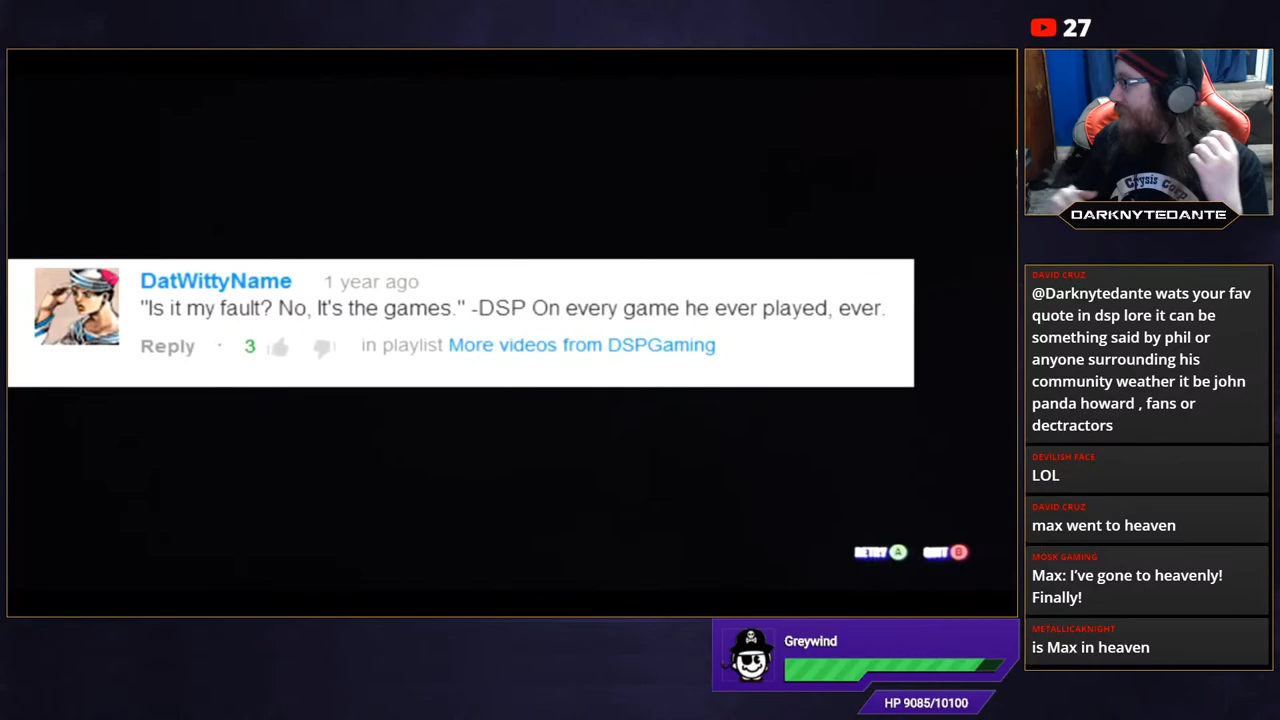 27
DatWittyName 1 year ago
"Is it my fault? No, It's the games." -DSP On every game he ever played, ever.
Reply · 3 in playlist More videos from DSPGaming
RETRY A QUIT B
Crysis Corp
DARKNYTEDANTE
DAVID CRUZ
@Darknytedante wats your fav
quote in dsp lore it can be
something said by phil or
anyone surrounding his
community weather it be john
panda howard , fans or
dectractors
DEVILISH FACE
LOL
DAVID CRUZ
max went to heaven
MOSK GAMING
Max: I've gone to heavenly!
Finally!
METALLICAKNIGHT
is Max in heaven
Greywind
HP 9085/10100